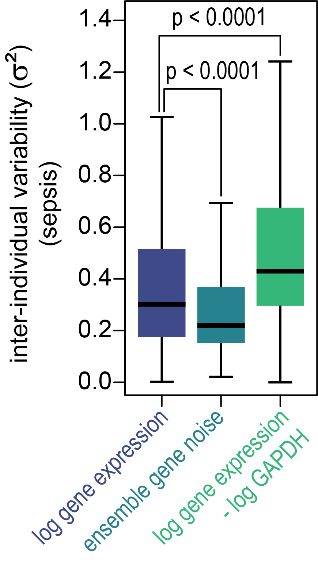 inter-individual variability (σ²)
(sepsis)
1.4
1.2
1.0
0.8
0.6
0.4
0.2
0.0
p < 0.0001
p < 0.0001
log gene expression
ensemble gene noise
log gene expression
- log GAPDH